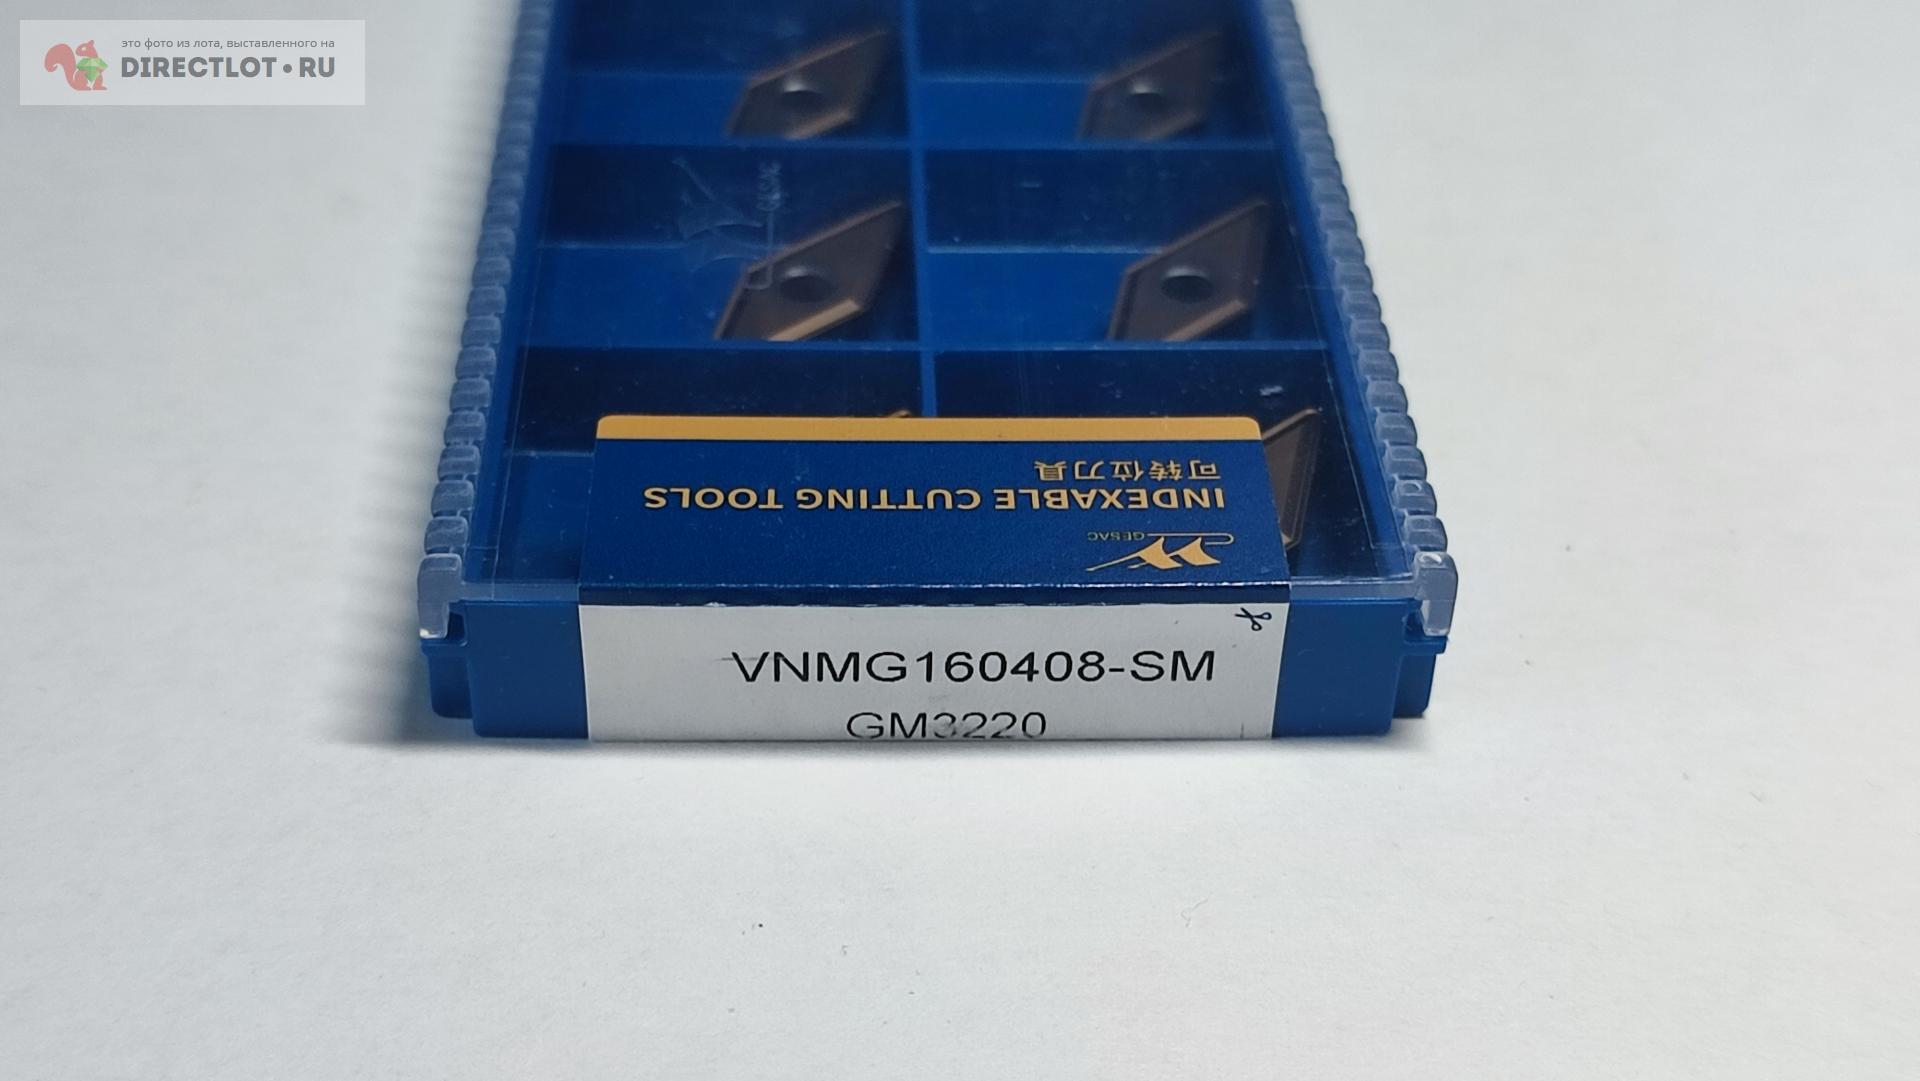 это фото из лота, выставленного на
DIRECTLOT•RU
GESAC
可转位刀具
INDEXABLE CUTTING TOOLS
GESAC
VNMG160408-SM
GM3220